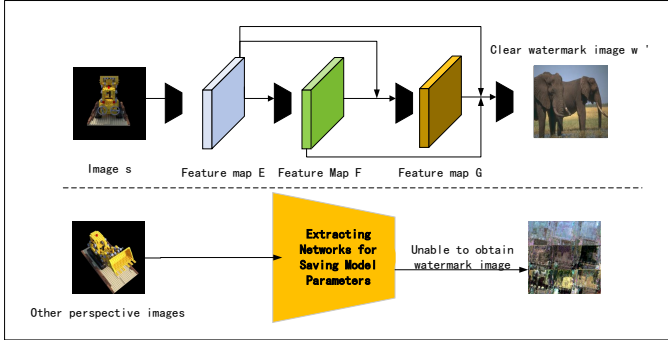 Clear watermark image w '
Image s
Feature map E
Feature Map F
Feature map G
Extracting
Networks for
Saving Model
Parameters
Unable to obtain
watermark image
Other perspective images